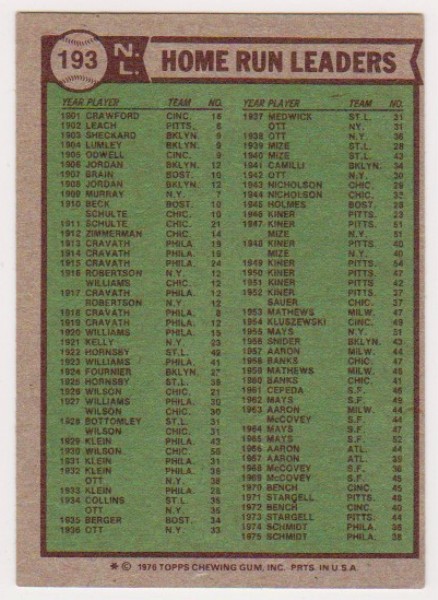 193
N.L.
HOME RUN LEADERS
YEAR PLAYER TEAM NO.
1901 CRAWFORD CINC. 16
1902 LEACH PITTS. 6
1903 SHECKARD BKLYN. 9
1904 LUMLEY BKLYN. 9
1905 ODWELL CINC. 9
1906 JORDAN BKLYN. 12
1907 BRAIN BOST. 10
1908 JORDAN BKLYN. 12
1909 MURRAY N.Y. 7
1910 BECK BOST. 10
SCHULTE CHIC. 10
1911 SCHULTE CHIC. 21
1912 ZIMMERMAN CHIC. 14
1913 CRAVATH PHILA. 19
1914 CRAVATH PHILA. 19
1915 CRAVATH PHILA. 24
1916 ROBERTSON N.Y. 12
WILLIAMS CHIC. 12
1917 CRAVATH PHILA. 12
ROBERTSON N.Y. 12
1918 CRAVATH PHILA. 8
1919 CRAVATH PHILA. 12
1920 WILLIAMS PHILA. 15
1921 KELLY N.Y. 23
1922 HORNSBY ST.L. 42
1923 WILLIAMS PHILA. 41
1924 FOURNIER BKLYN. 27
1925 HORNSBY ST.L. 39
1926 WILSON CHIC. 21
1927 WILLIAMS PHILA. 30
WILSON CHIC. 30
1928 BOTTOMLEY ST.L. 31
WILSON CHIC. 31
1929 KLEIN PHILA. 43
1930 WILSON CHIC. 56
1931 KLEIN PHILA. 31
1932 KLEIN PHILA. 38
OTT N.Y. 38
1933 KLEIN PHILA. 28
1934 COLLINS ST.L. 35
OTT N.Y. 35
1935 BERGER BOST. 34
1936 OTT N.Y. 33
YEAR PLAYER TEAM NO.
1937 MEDWICK ST.L. 31
OTT N.Y. 31
1938 OTT N.Y. 36
1939 MIZE ST.L. 28
1940 MIZE ST.L. 43
1941 CAMILLI BKLYN. 34
1942 OTT N.Y. 30
1943 NICHOLSON CHIC. 29
1944 NICHOLSON CHIC. 33
1945 HOLMES BOST. 28
1946 KINER PITTS. 23
1947 KINER PITTS. 51
MIZE N.Y. 51
1948 KINER PITTS. 40
MIZE N.Y. 40
1949 KINER PITTS. 54
1950 KINER PITTS. 47
1951 KINER PITTS. 42
1952 KINER PITTS. 37
SAUER CHIC. 37
1953 MATHEWS MILW. 47
1954 KLUSZEWSKI CINC. 49
1955 MAYS N.Y. 51
1956 SNIDER BKLYN. 43
1957 AARON MILW. 44
1958 BANKS CHIC. 47
1959 MATHEWS MILW. 46
1960 BANKS CHIC. 41
1961 CEPEDA S.F. 46
1962 MAYS S.F. 49
1963 AARON MILW. 44
McCOVEY S.F. 44
1964 MAYS S.F. 47
1965 MAYS S.F. 52
1966 AARON ATL. 44
1967 AARON ATL. 39
1968 McCOVEY S.F. 36
1969 McCOVEY S.F. 45
1970 BENCH CINC. 45
1971 STARGELL PITTS. 48
1972 BENCH CINC. 40
1973 STARGELL PITTS. 44
1974 SCHMIDT PHILA. 36
1975 SCHMIDT PHILA. 38
* © 1976 TOPPS CHEWING GUM, INC. PRTD. IN U.S.A.